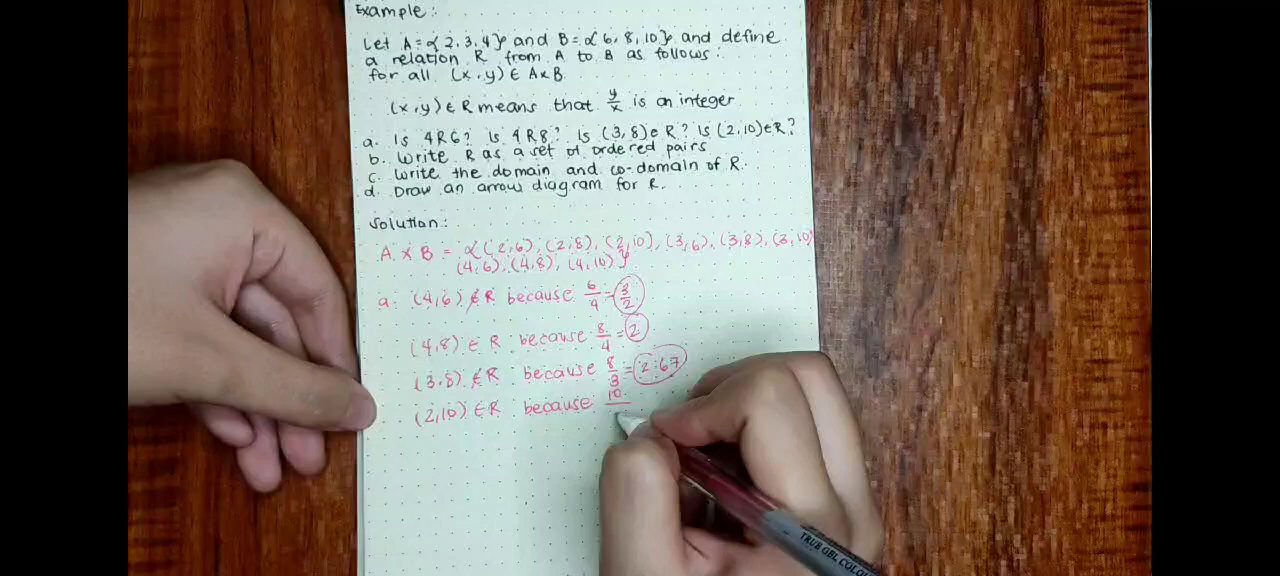 Example:
Let A = {2, 3, 4} and B = {6, 8, 10} and define
a relation R from A to B as follows:
for all (x, y) ∈ A×B
(x, y) ∈ R means that y/x is an integer
a. Is 4R6? Is 4R8? Is (3, 8) ∈ R? Is (2, 10) ∈ R?
b. Write R as a set of ordered pairs
c. Write the domain and co-domain of R.
d. Draw an arrow diagram for R.
Solution:
A × B = {(2,6), (2,8), (2,10), (3,6), (3,8), (3,10)
(4,6), (4,8), (4,10)}
a. (4,6) ∉ R because 6/4 = 3/2
(4,8) ∈ R because 8/4 = 2
(3,8) ∉ R because 8/3 = 2.67
(2,10) ∈ R because 10
TRUE GEL COLOU